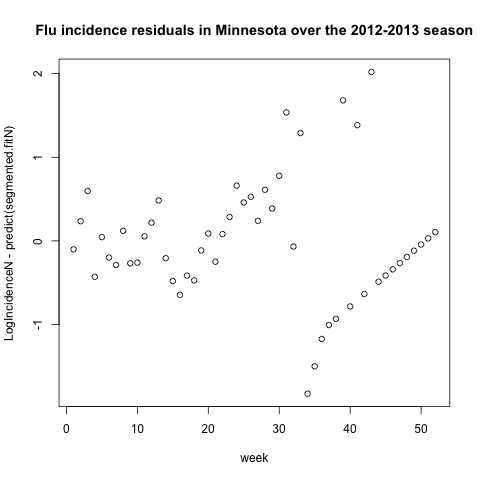 Flu incidence residuals in Minnesota over the 2012-2013 season
LogIncidenceN - predict(segmented.fitN)
2
1
0
-1
0 10 20 30 40 50
week